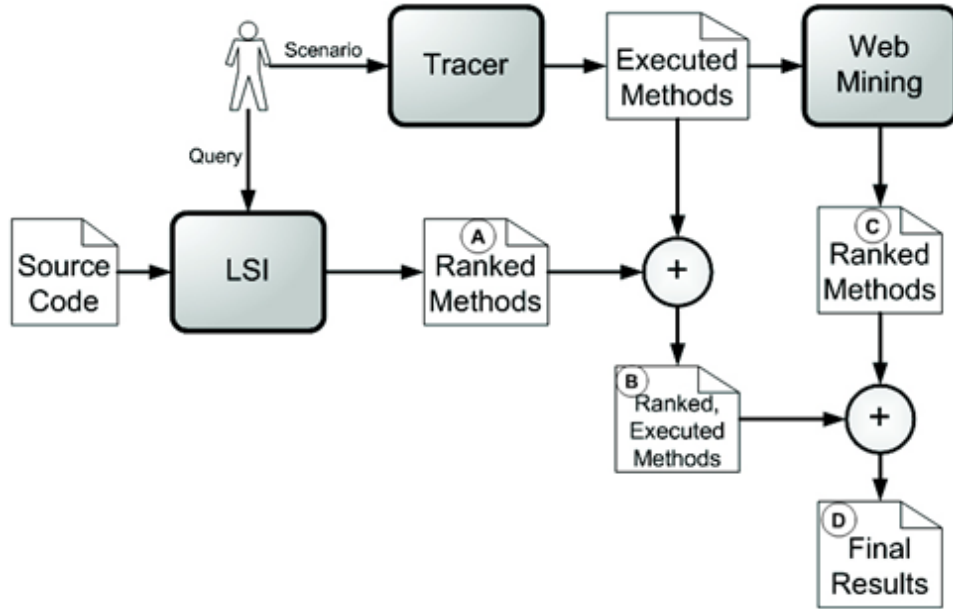 Scenario
Tracer
Executed
Methods
Web
Mining
Query
Source
Code
LSI
A
Ranked
Methods
+
C
Ranked
Methods
B
Ranked,
Executed
Methods
+
D
Final
Results